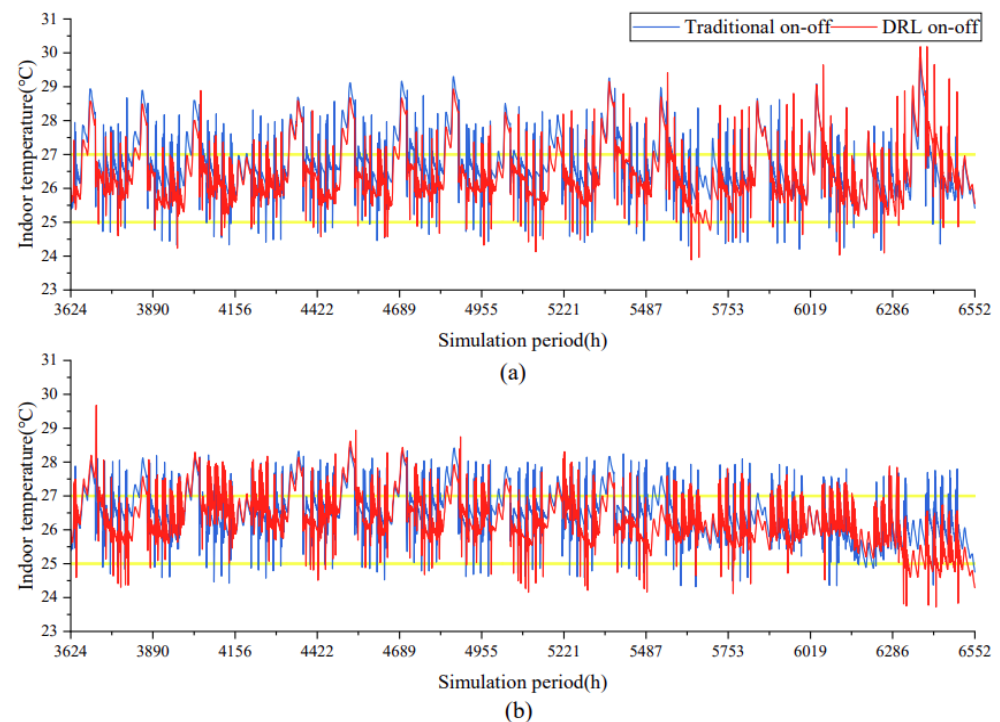 Traditional on-off DRL on-off
31
30
29
28
27
26
25
24
23
Indoor temperature(℃)
3624 3890 4156 4422 4689 4955 5221 5487 5753 6019 6286 6552
Simulation period(h)
(a)
31
30
29
28
27
26
25
24
23
Indoor temperature(℃)
3624 3890 4156 4422 4689 4955 5221 5487 5753 6019 6286 6552
Simulation period(h)
(b)